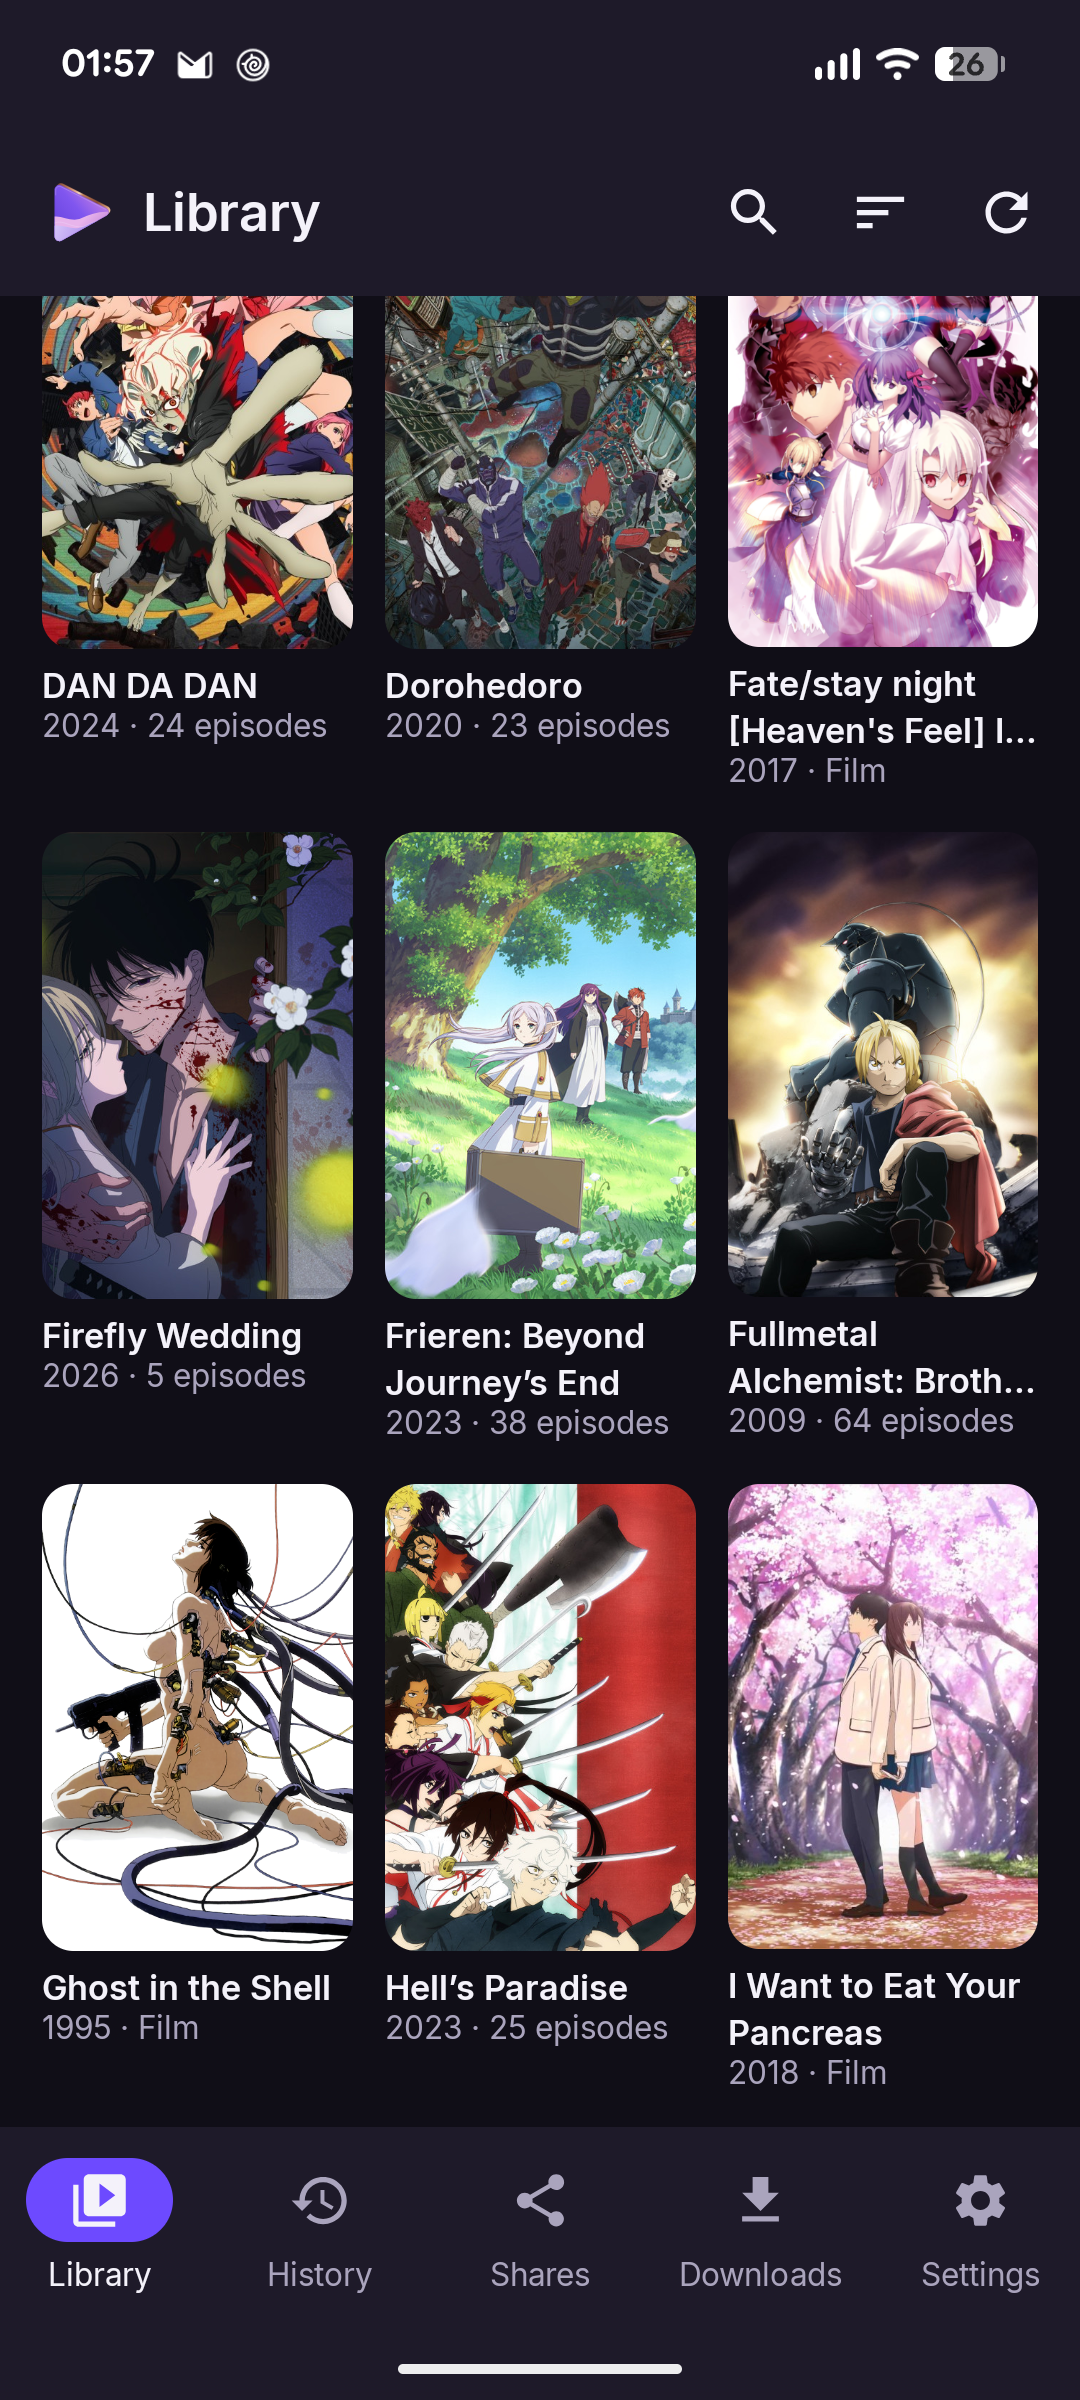 01:57
26
Library
DAN DA DAN
2024 · 24 episodes
Dorohedoro
2020 · 23 episodes
Fate/stay night
[Heaven's Feel] I...
2017 · Film
Firefly Wedding
2026 · 5 episodes
Frieren: Beyond
Journey’s End
2023 · 38 episodes
Fullmetal
Alchemist: Broth...
2009 · 64 episodes
Ghost in the Shell
1995 · Film
Hell’s Paradise
2023 · 25 episodes
I Want to Eat Your
Pancreas
2018 · Film
Library
History
Shares
Downloads
Settings